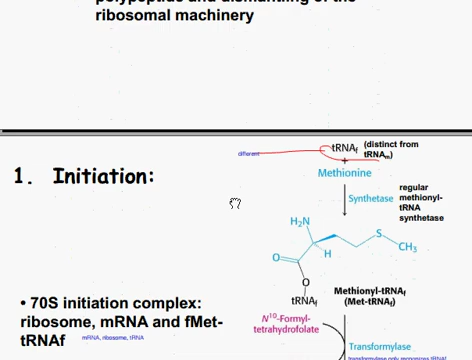 polypeptide and dismantling of the
ribosomal machinery
different
tRNAf (distinct from
tRNAm)
+
1. Initiation:
Methionine
Synthetase
regular
methionyl-
tRNA
synthetase
H₂N
S
CH₃
H
O
O
tRNAf
Methionyl-tRNAf
(Met-tRNAf)
• 70S initiation complex:
ribosome, mRNA and fMet-
tRNAf
mRNA, ribosome, tRNA
N¹⁰-Formyl-
tetrahydrofolate
Transformylase